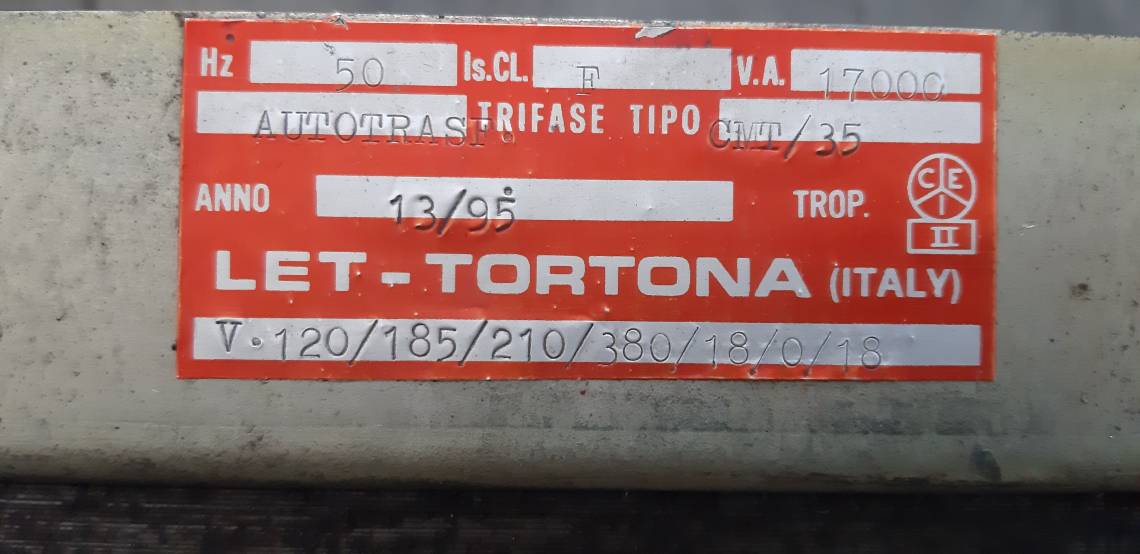 Hz 50 Is.CL. F V.A. 17000
AUTOTRASF. TRIFASE TIPO CMT/35
ANNO 13/95 TROP. CEI
II
LET-TORTONA (ITALY)
V.120/185/210/380/18/0/18